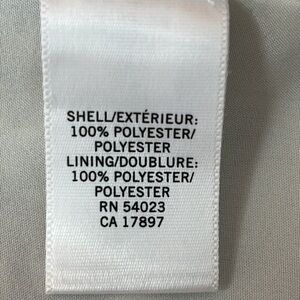 SHELL/EXTÉRIEUR:
100% POLYESTER/
POLYESTER
LINING/DOUBLURE:
100% POLYESTER/
POLYESTER
RN 54023
CA 17897